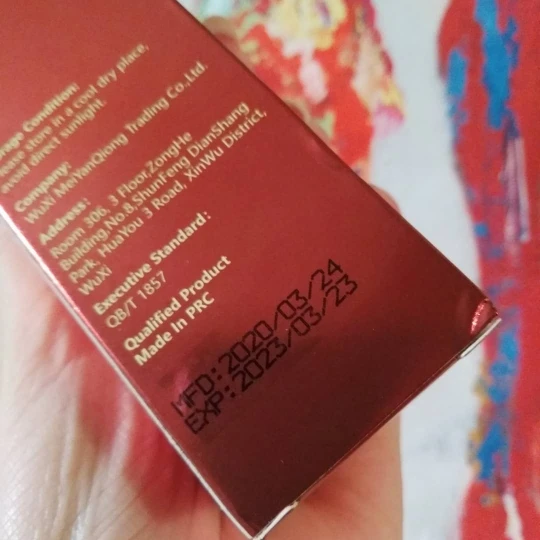 rage Condition:
ease store in a cool dry place,
avoid direct sunlight.
Company:
WuXi MeiYanQiong Trading Co.,Ltd.
Address:
Room 306, 3 Floor,ZongHe
Building,No.8,ShunFeng DianShang
Park, HuaYou 3 Road, XinWu District,
WuXi
Executive Standard:
QB/T 1857
Qualified Product
Made In PRC
MFD:2020/03/24
EXP:2023/03/23